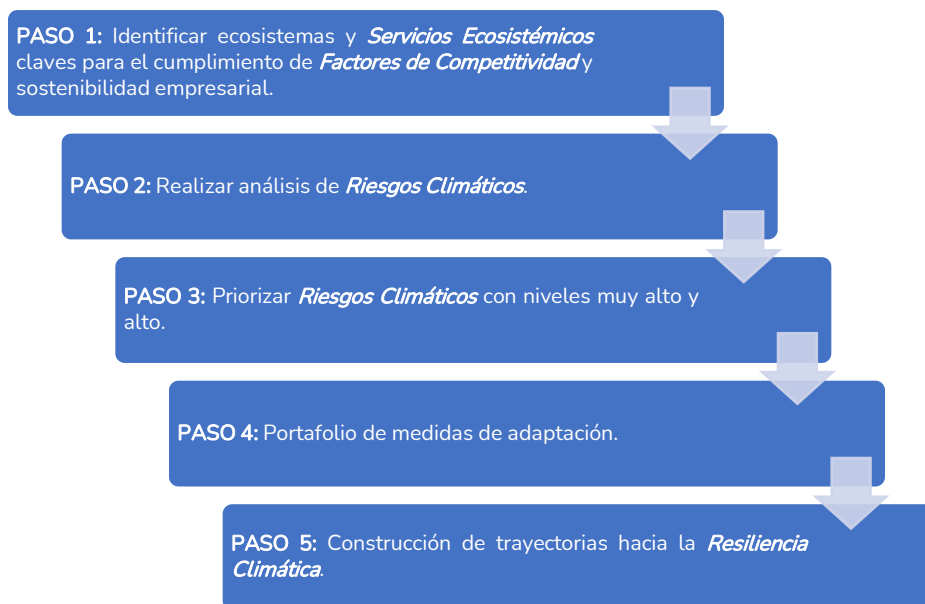 PASO 1: Identificar ecosistemas y Servicios Ecosistémicos
claves para el cumplimiento de Factores de Competitividad y
sostenibilidad empresarial.
PASO 2: Realizar análisis de Riesgos Climáticos.
PASO 3: Priorizar Riesgos Climáticos con niveles muy alto y
alto.
PASO 4: Portafolio de medidas de adaptación.
PASO 5: Construcción de trayectorias hacia la Resiliencia
Climática.